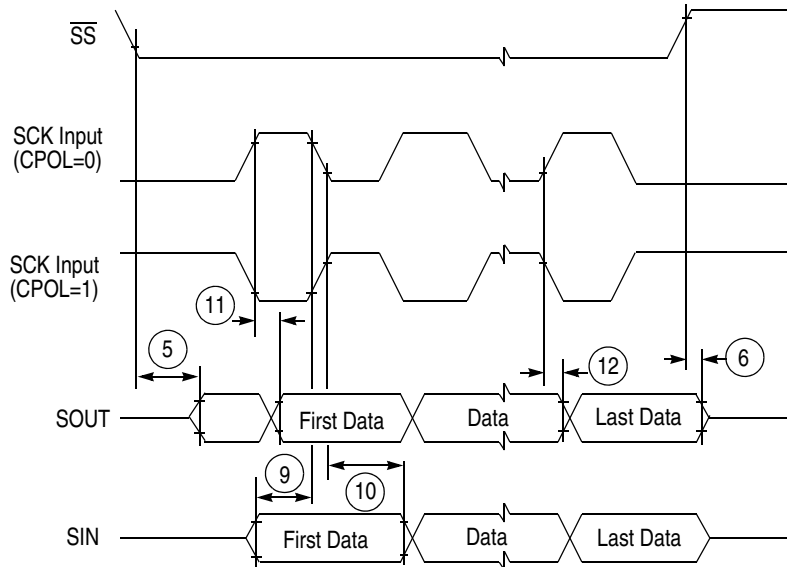 SS
SCK Input
(CPOL=0)
SCK Input
(CPOL=1)
11
5
12
6
SOUT
First Data
Data
Last Data
9
10
SIN
First Data
Data
Last Data